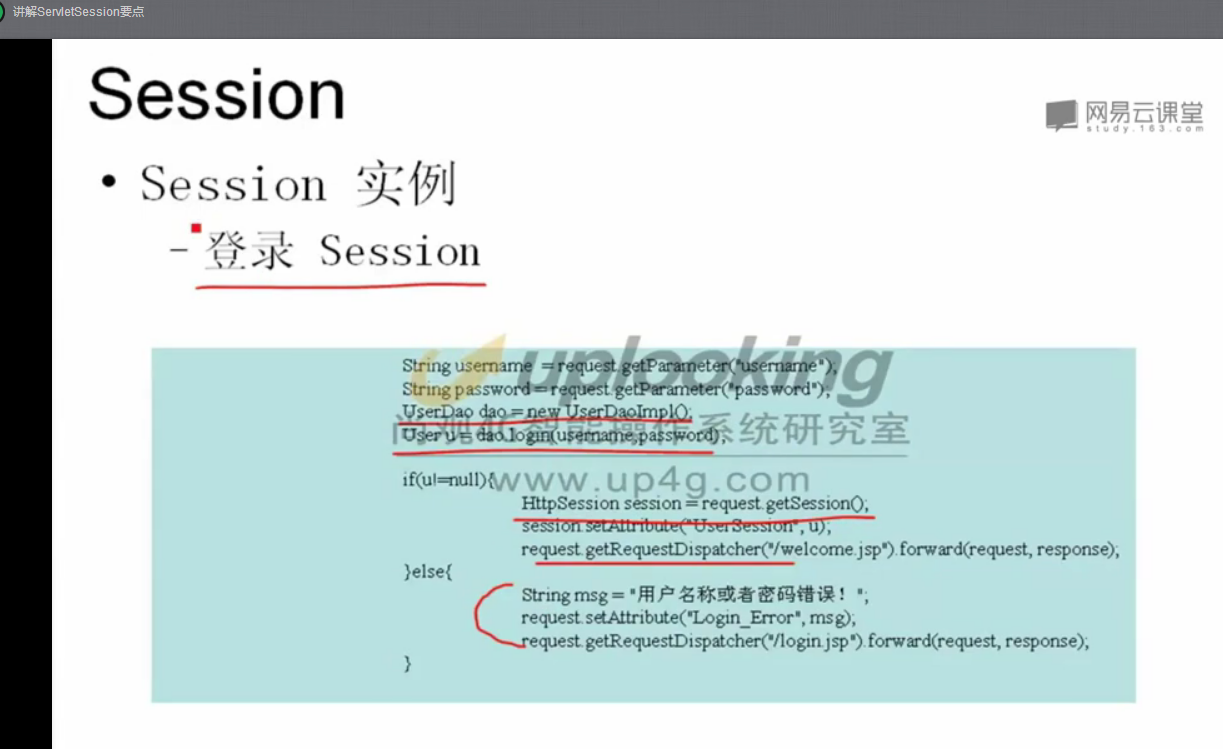 讲解ServletSession要点
Session
网易云课堂
study.163.com
• Session 实例
– 登录 Session
uplooking
String username = request.getParameter("username");
String password = request.getParameter("password");
UserDao dao = new UserDaoImpl();
智能操作系统研究室
User u = dao.login(username,password);
www.up4g.com
if(u!=null){
HttpSession session = request.getSession();
session.setAttribute("UserSession", u);
request.getRequestDispatcher("/welcome.jsp").forward(request, response);
}else{
String msg = "用户名称或者密码错误！";
request.setAttribute("Login_Error", msg);
request.getRequestDispatcher("/login.jsp").forward(request, response);
}